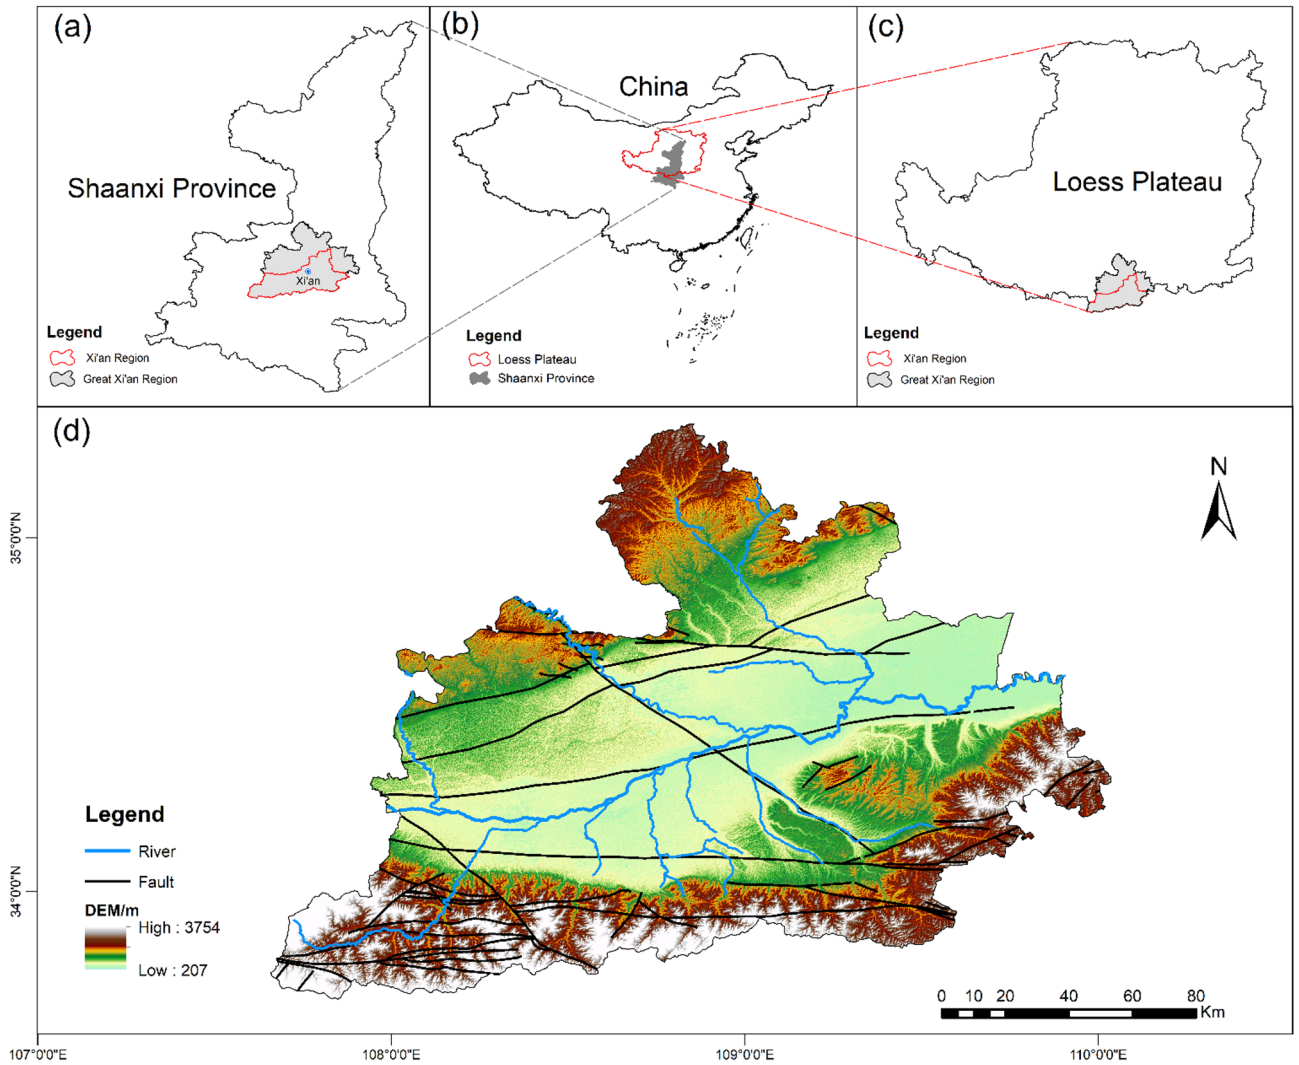 (a)
Shaanxi Province
Xi'an
Legend
Xi'an Region
Great Xi'an Region
(b)
China
Legend
Loess Plateau
Shaanxi Province
(c)
Loess Plateau
Legend
Xi'an Region
Great Xi'an Region
(d)
N
35°0'0"N
34°0'0"N
Legend
River
Fault
DEM/m
High : 3754
Low : 207
0 10 20 40 60 80
Km
107°0'0"E 108°0'0"E 109°0'0"E 110°0'0"E